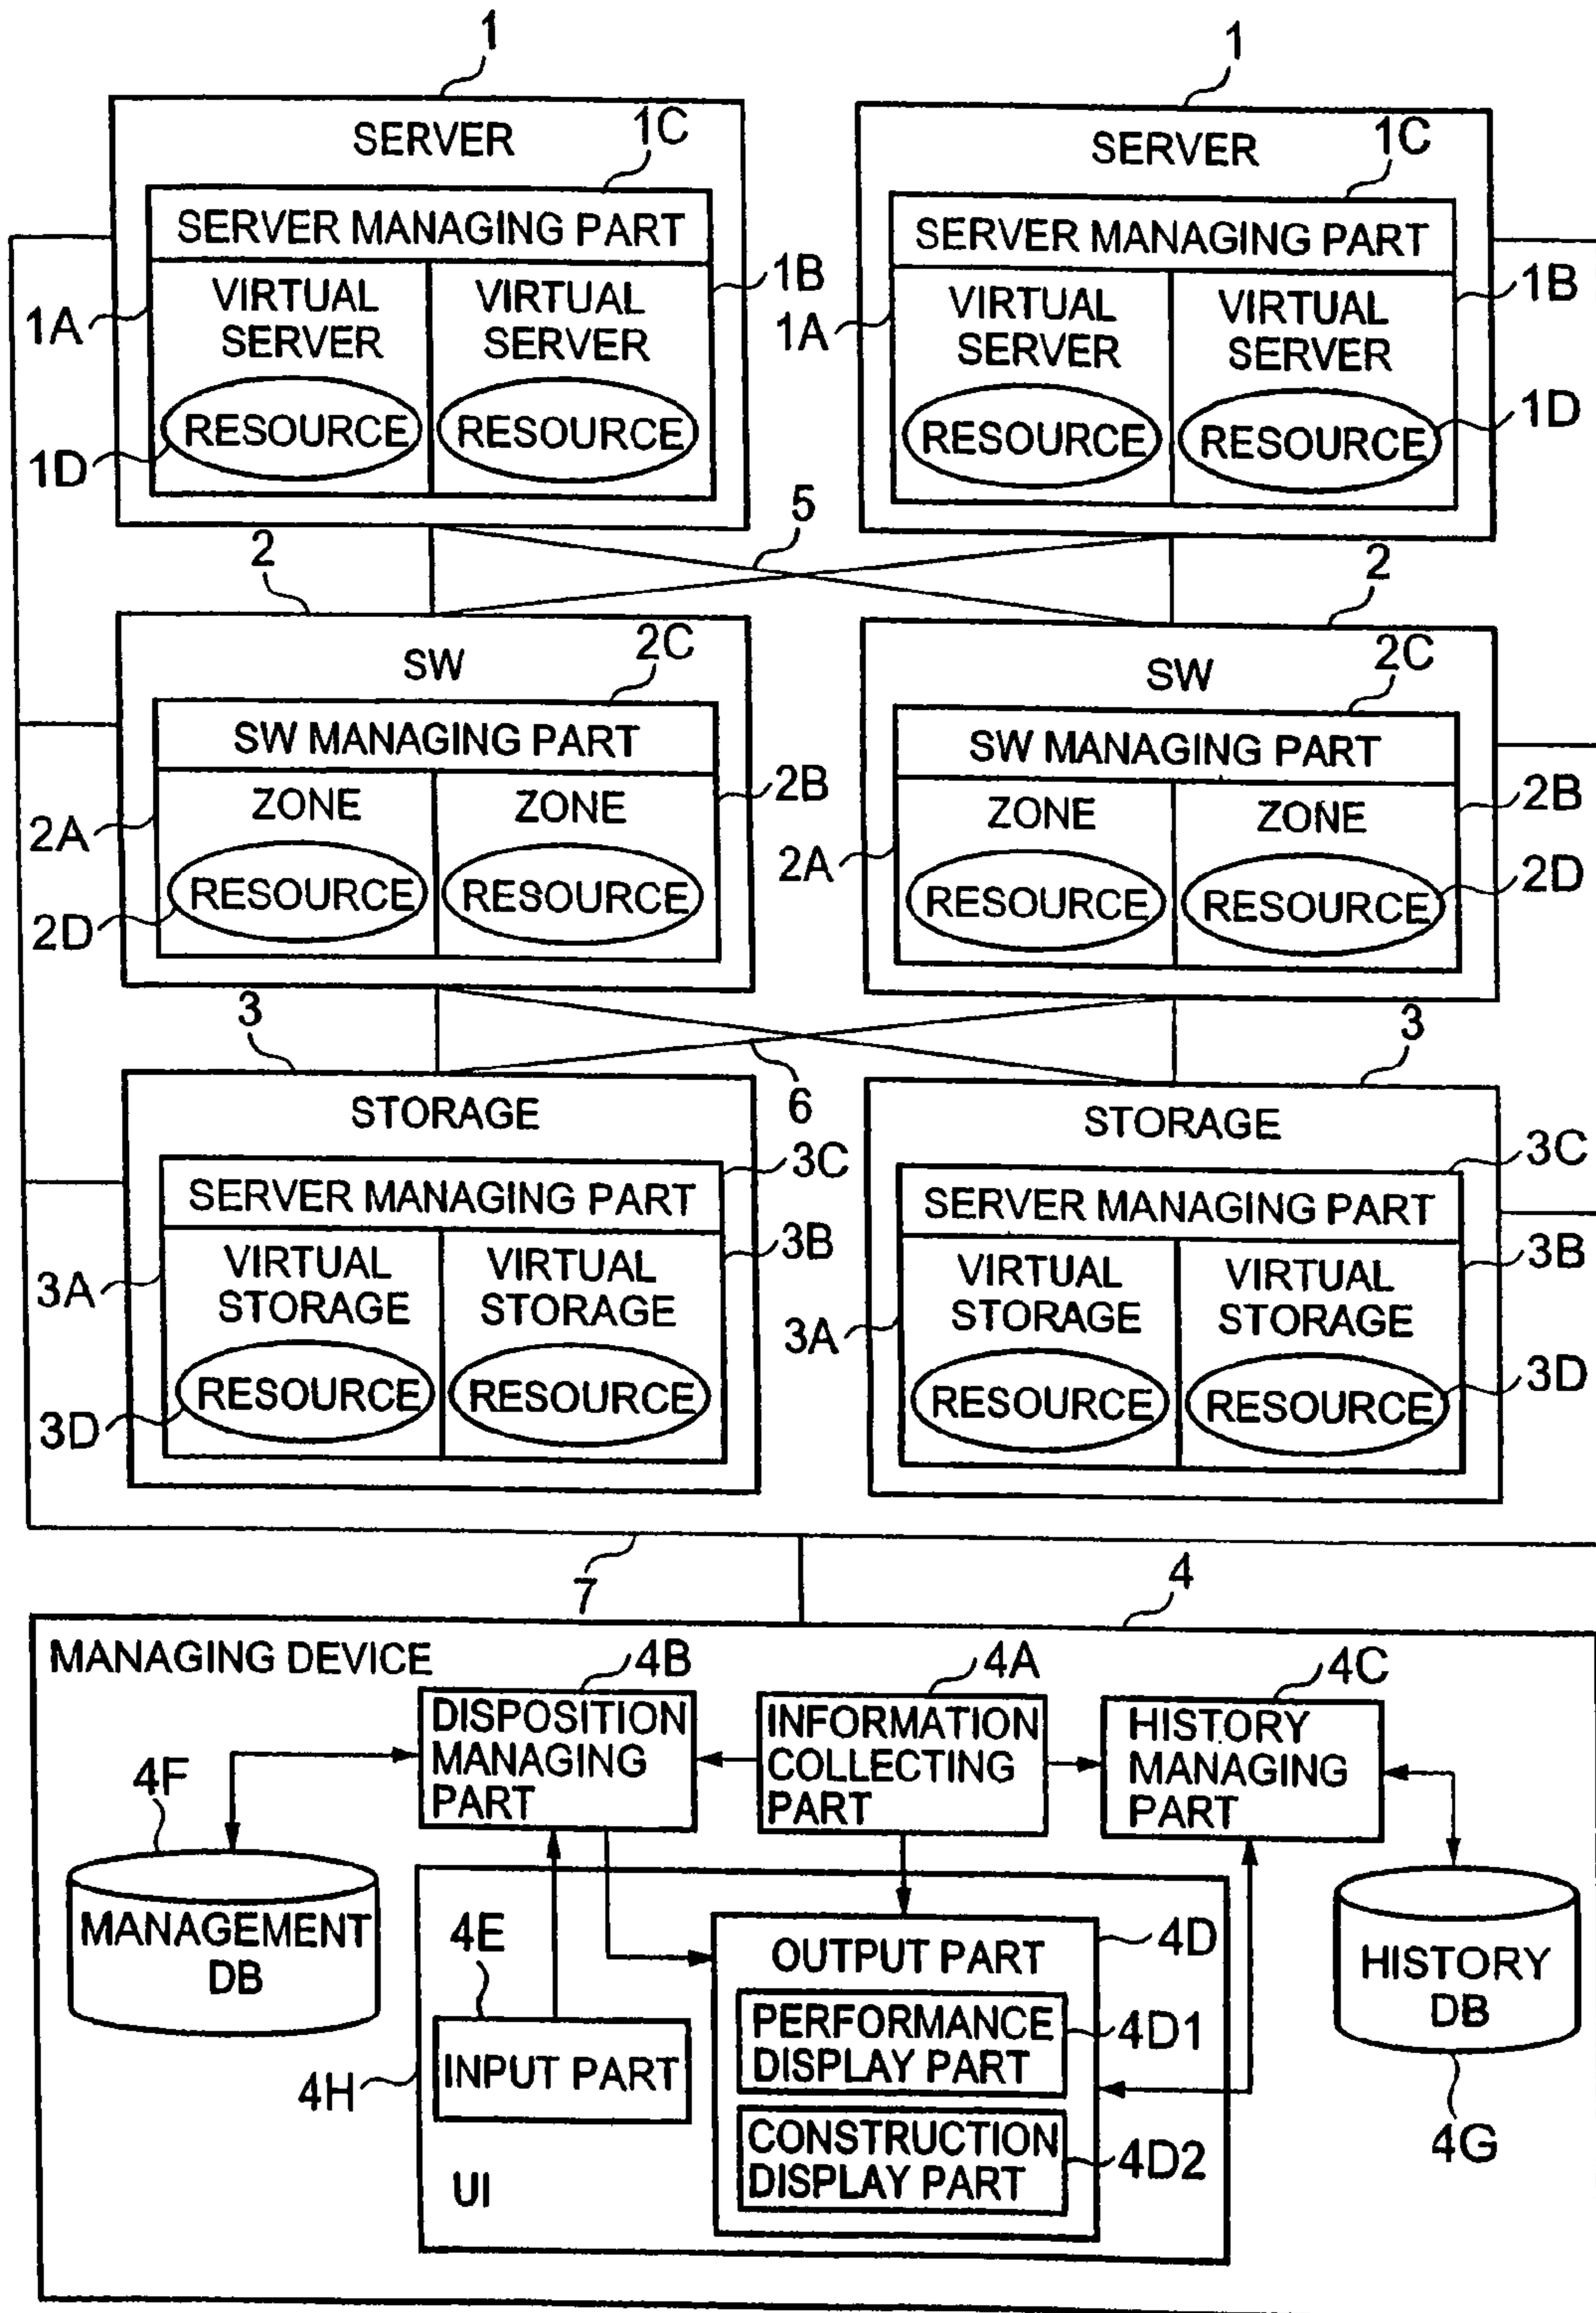 1
1
SERVER
1C
SERVER
1C
SERVER MANAGING PART
SERVER MANAGING PART
1A
VIRTUAL
SERVER
VIRTUAL
SERVER
1B
1A
VIRTUAL
SERVER
VIRTUAL
SERVER
1B
1D
RESOURCE
RESOURCE
RESOURCE
RESOURCE
1D
5
2
2
SW
2C
SW
2C
SW MANAGING PART
SW MANAGING PART
2A
ZONE
ZONE
2B
2A
ZONE
ZONE
2B
2D
RESOURCE
RESOURCE
RESOURCE
RESOURCE
2D
3
6
3
STORAGE
STORAGE
3C
3C
SERVER MANAGING PART
SERVER MANAGING PART
3A
VIRTUAL
STORAGE
VIRTUAL
STORAGE
3B
3A
VIRTUAL
STORAGE
VIRTUAL
STORAGE
3B
3D
RESOURCE
RESOURCE
RESOURCE
RESOURCE
3D
7
4
MANAGING DEVICE
4B
4A
4C
DISPOSITION
MANAGING
PART
INFORMATION
COLLECTING
PART
HISTORY
MANAGING
PART
4F
MANAGEMENT
DB
4E
INPUT PART
4H
UI
OUTPUT PART
4D
PERFORMANCE
DISPLAY PART
4D1
CONSTRUCTION
DISPLAY PART
4D2
HISTORY
DB
4G